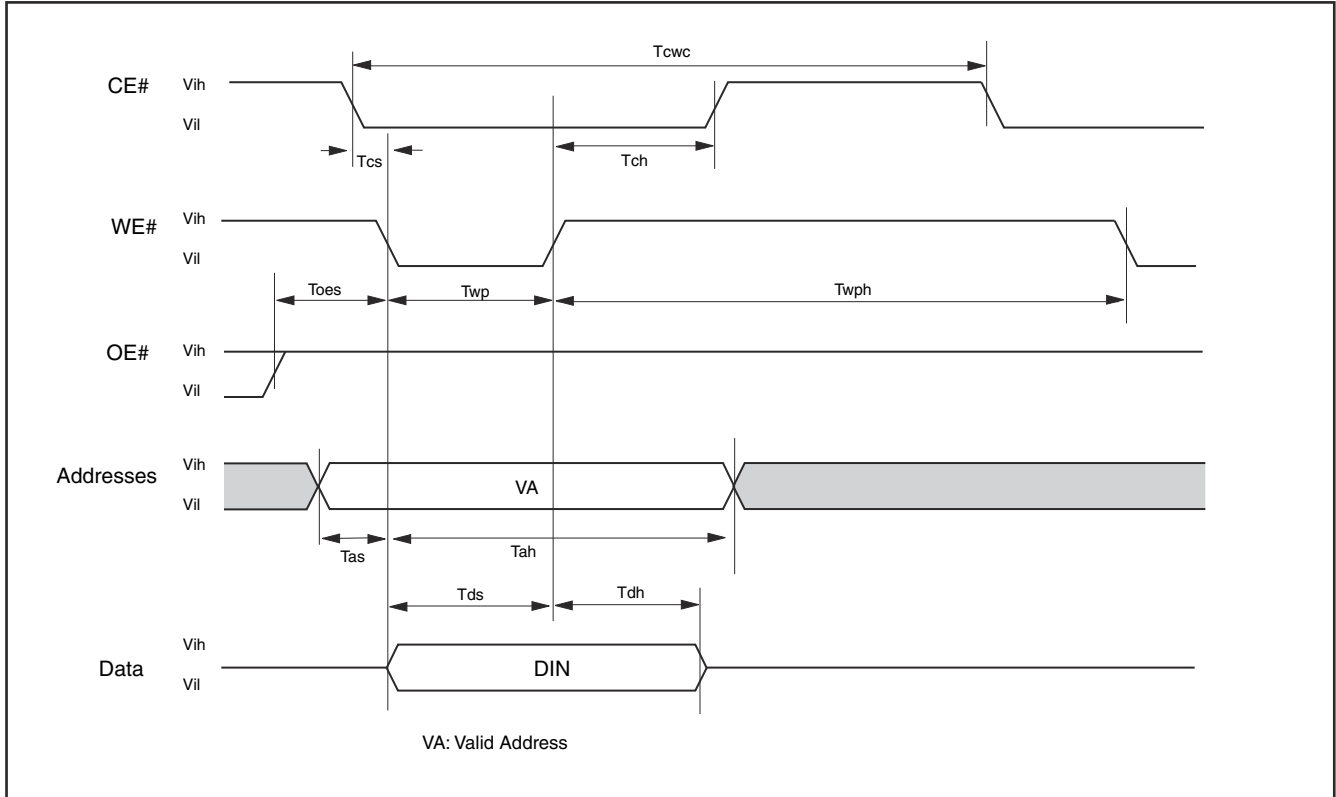 Tcwc
CE# Vih
Vil
Tcs
Tch
WE# Vih
Vil
Toes Twp Twph
OE# Vih
Vil
Addresses Vih
Vil
VA
Tas Tah
Tds Tdh
Data Vih
Vil
DIN
VA: Valid Address